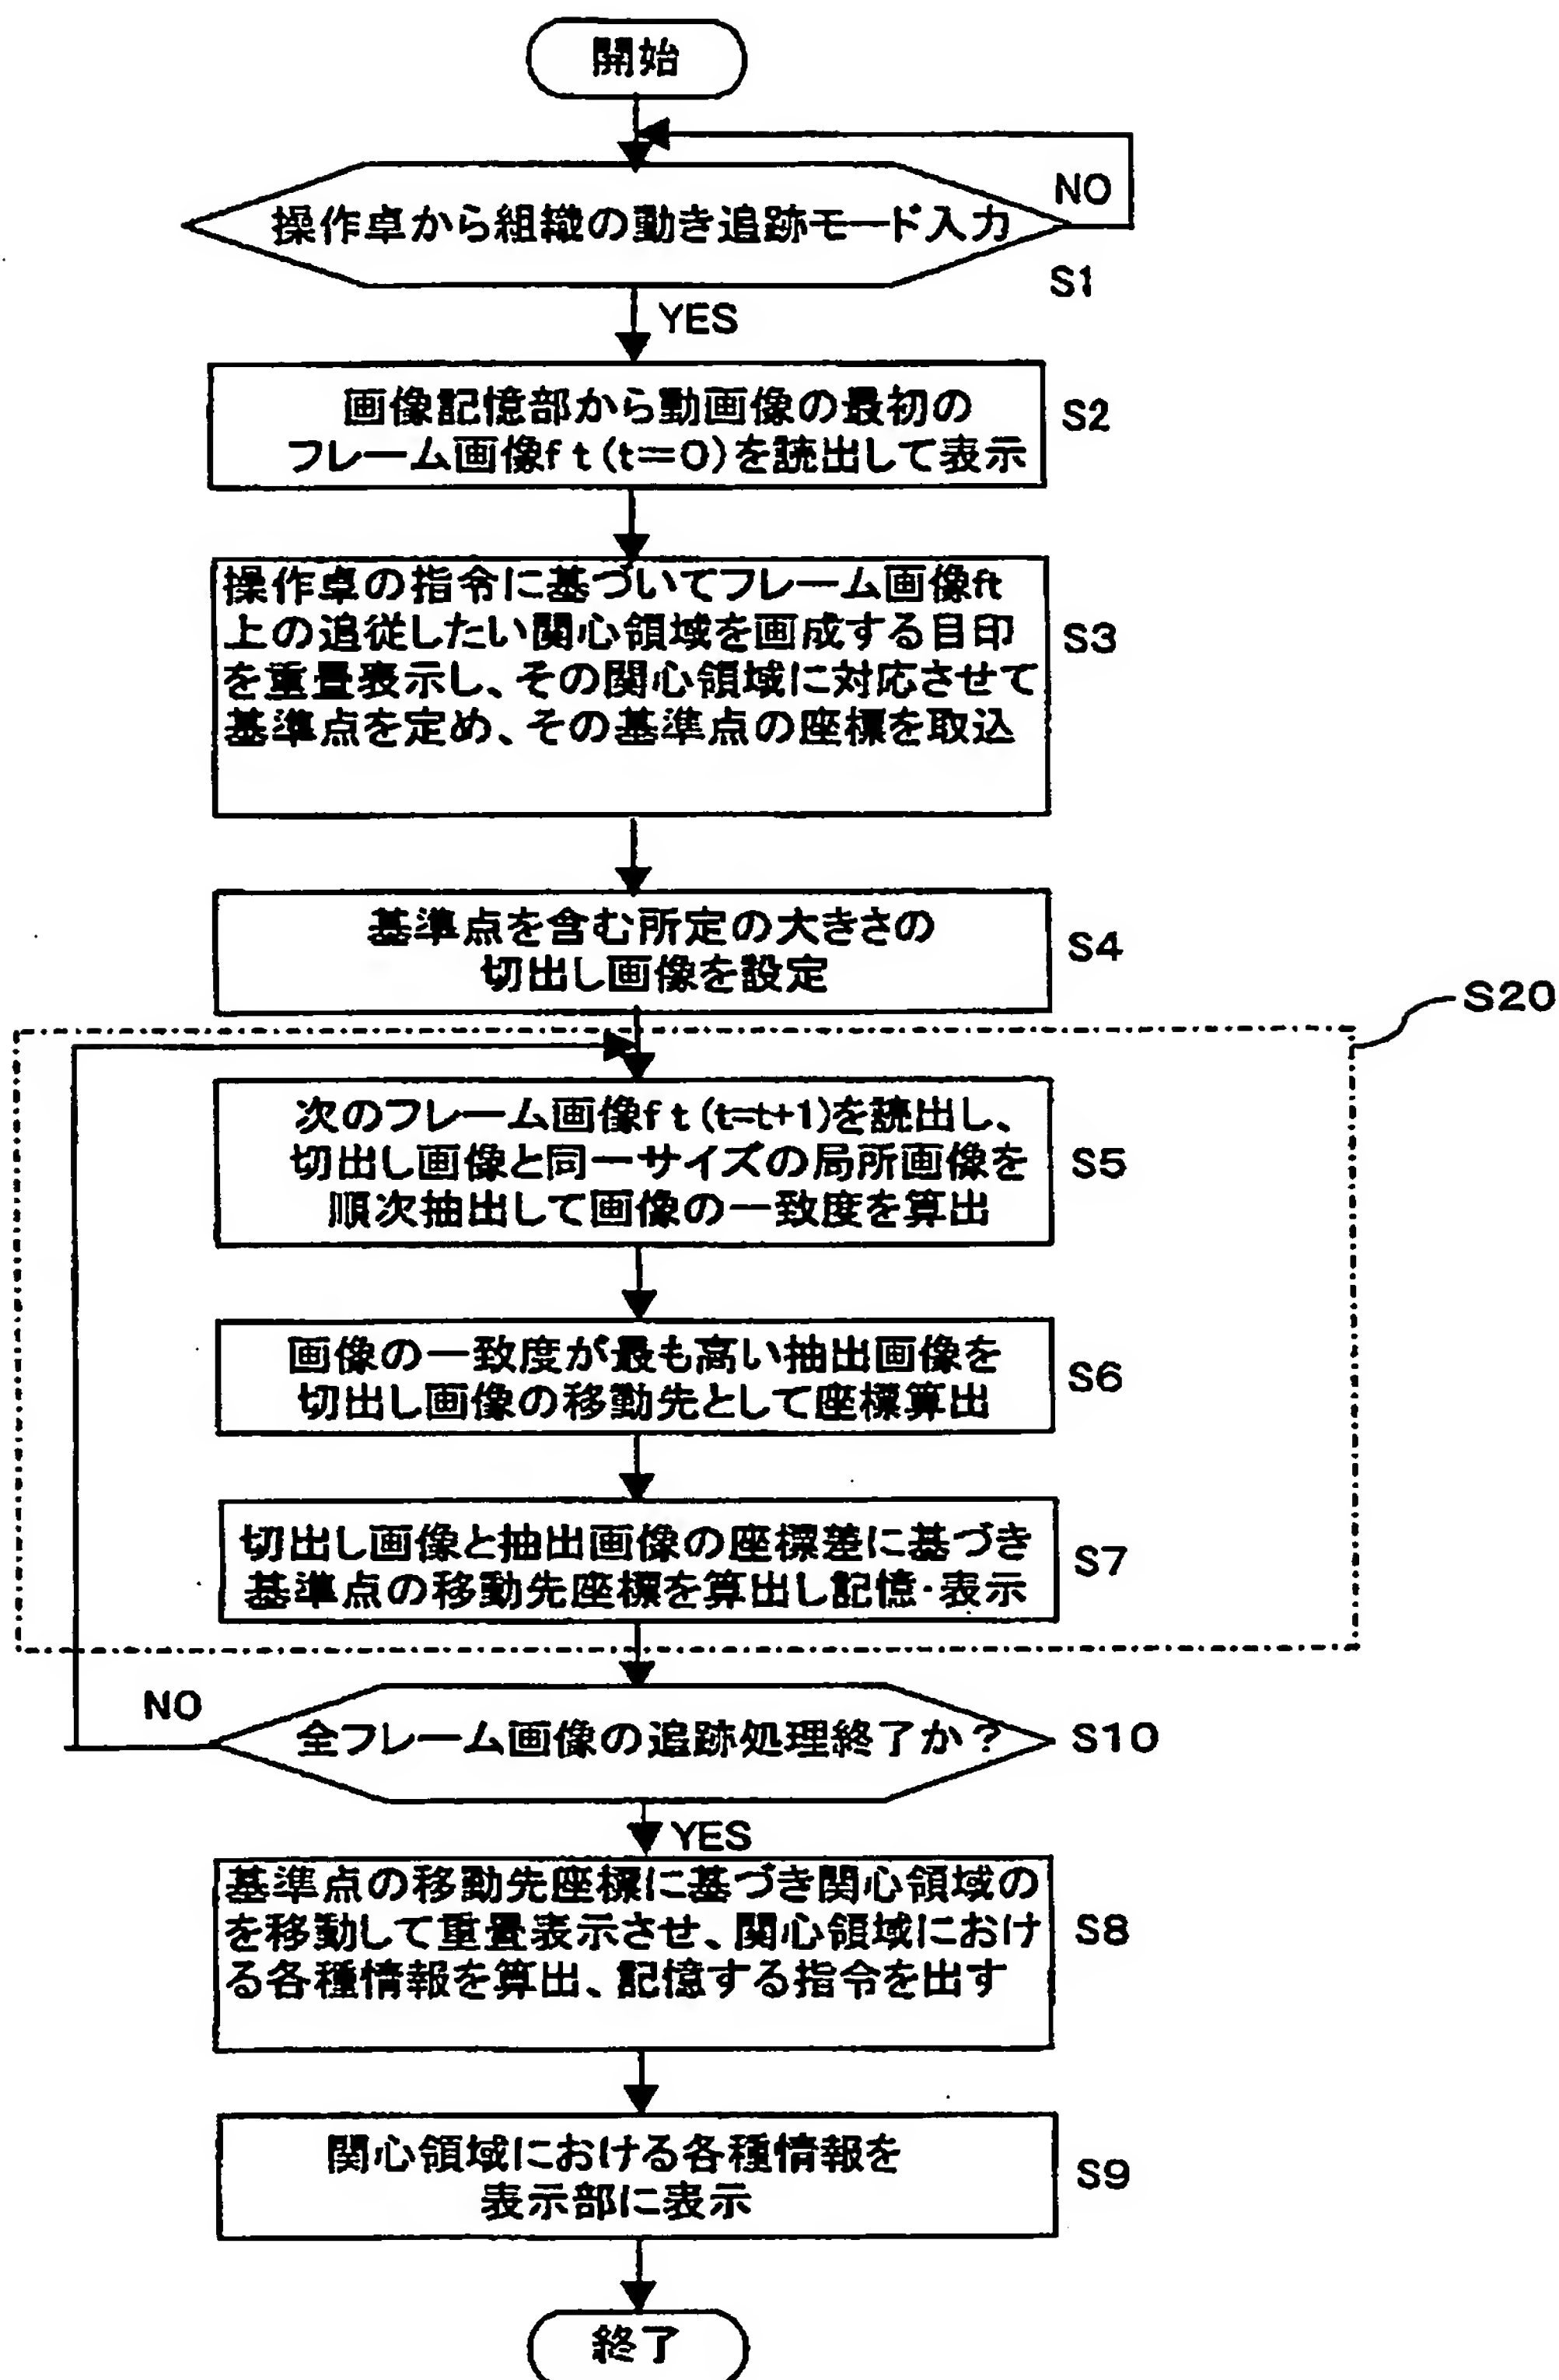 開始
操作卓から組織の動き追跡モード入力
NO
S1
YES
画像記憶部から動画像の最初の
フレーム画像ft(t=0)を読出して表示
S2
操作卓の指令に基づいてフレーム画像ft
上の追従したい関心領域を画成する目印
を重畳表示し、その関心領域に対応させて
基準点を定め、その基準点の座標を取込
S3
基準点を含む所定の大きさの
切出し画像を設定
S4
S20
次のフレーム画像ft(t=t+1)を読出し、
切出し画像と同一サイズの局所画像を
順次抽出して画像の一致度を算出
S5
画像の一致度が最も高い抽出画像を
切出し画像の移動先として座標算出
S6
切出し画像と抽出画像の座標差に基づき
基準点の移動先座標を算出し記憶・表示
S7
NO
全フレーム画像の追跡処理終了か?
S10
YES
基準点の移動先座標に基づき関心領域の
を移動して重畳表示させ、関心領域におけ
る各種情報を算出、記憶する指令を出す
S8
関心領域における各種情報を
表示部に表示
S9
終了